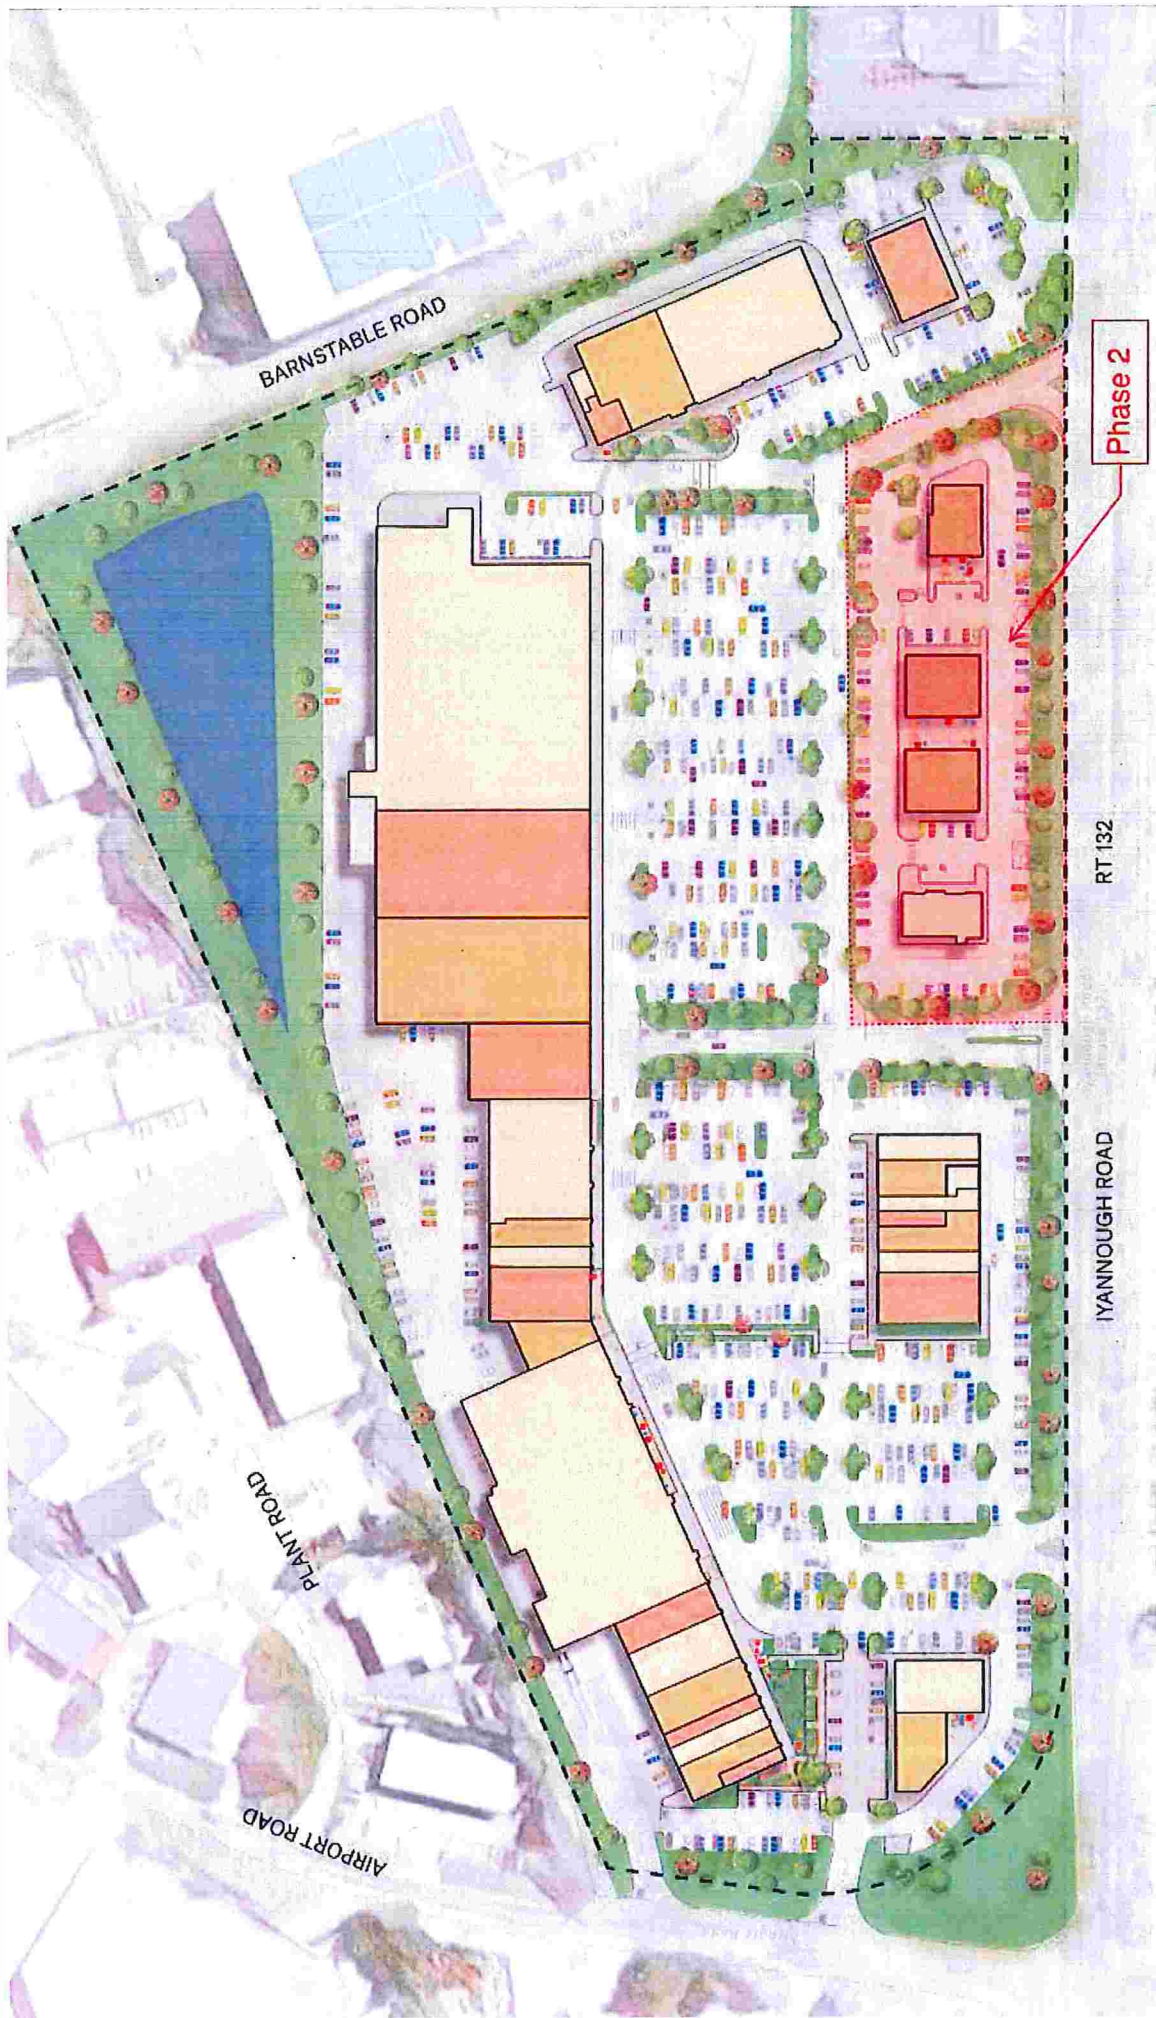 BARNSTABLE ROAD
Phase 2
RT 132
IYANNOUGH ROAD
PLANT ROAD
AIRPORT ROAD